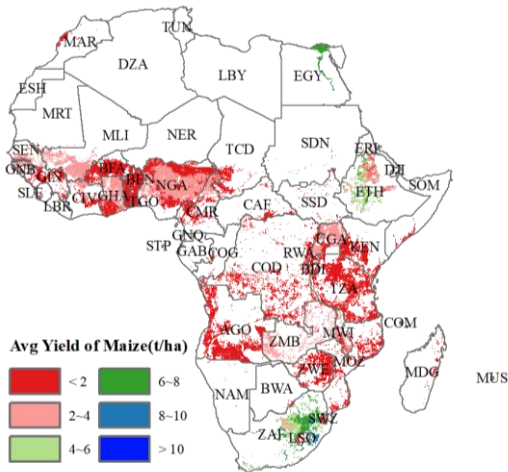 TUN
MAR
DZA
LBY
EGY
ESH
MRT
MLI
NER
TCD
SDN
ERI
SEN
GNB
GIN
BFA
BEN
NGA
DJI
SOM
SLE
LBR
CIV
GHA
TGO
CMR
CAF
SSD
ETH
GNQ
STP
GAB
COG
COD
UGA
KEN
RWA
BDI
TZA
COM
AGO
ZMB
MWI
MOZ
ZWE
MDG
MUS
NAM
BWA
SWZ
ZAF
LSO
Avg Yield of Maize(t/ha)
< 2
6~8
2~4
8~10
4~6
> 10